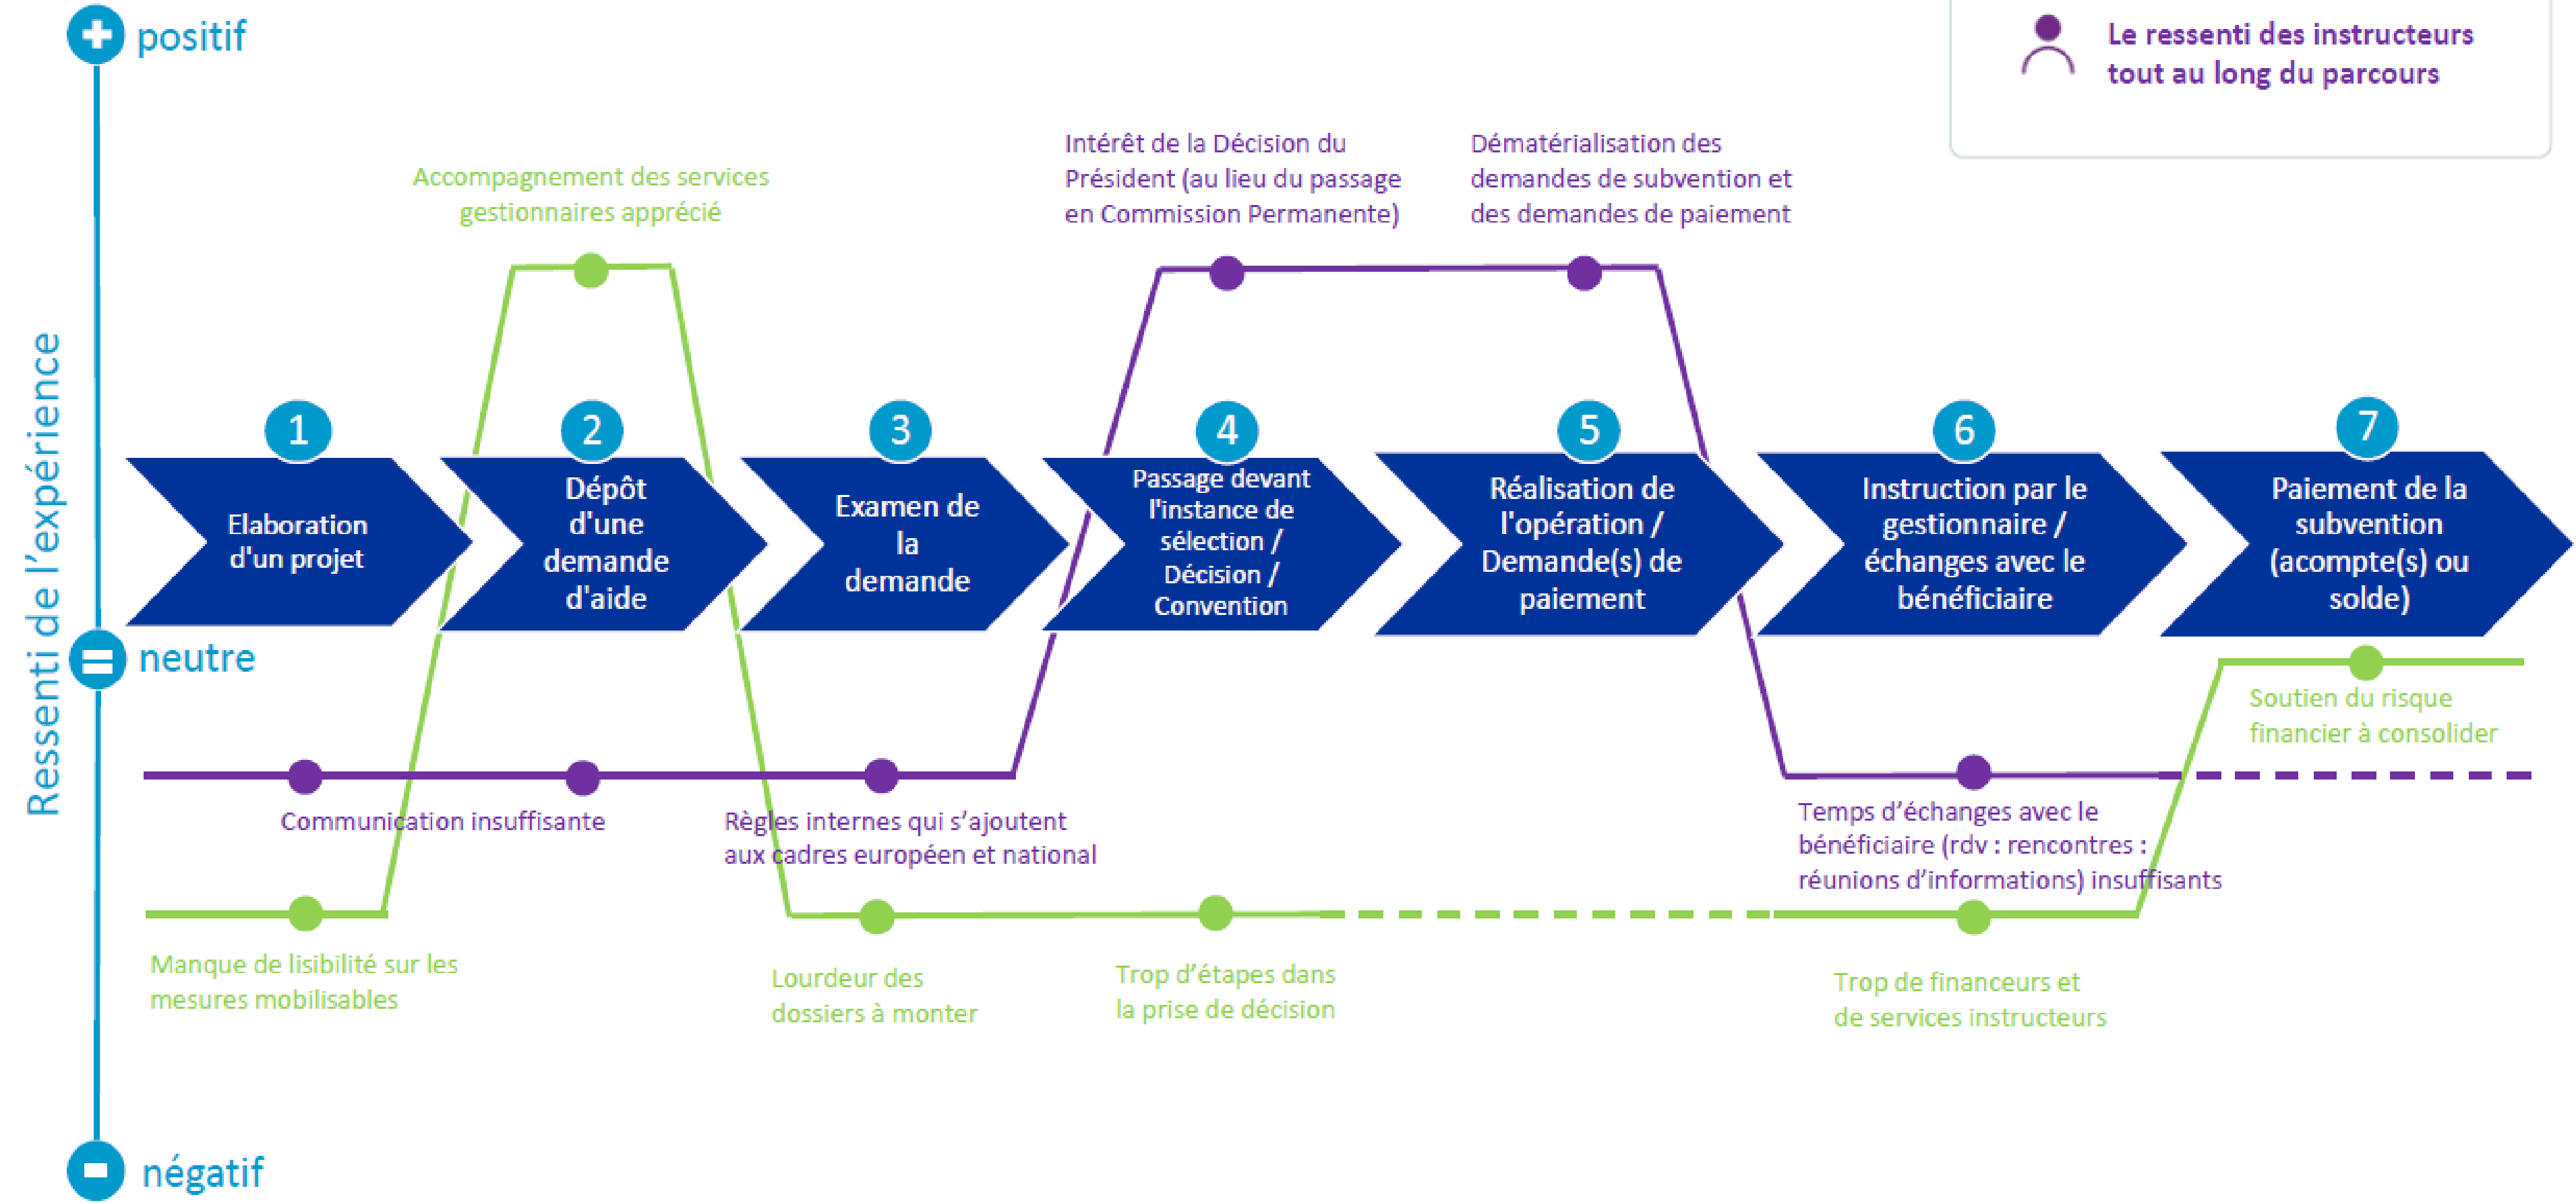 positif
Le ressenti des instructeurs
tout au long du parcours
Intérêt de la Décision du
Président (au lieu du passage
en Commission Permanente)
Dématérialisation des
demandes de subvention et
des demandes de paiement
Accompagnement des services
gestionnaires apprécié
Ressenti de l'expérience
1
Elaboration
d'un projet
2
Dépôt
d'une
demande
d'aide
3
Examen de
la
demande
4
Passage devant
l'instance de
sélection /
Décision /
Convention
5
Réalisation de
l'opération /
Demande(s) de
paiement
6
Instruction par le
gestionnaire /
échanges avec le
bénéficiaire
7
Paiement de la
subvention
(acompte(s) ou
solde)
neutre
Soutien du risque
financier à consolider
Communication insuffisante
Règles internes qui s'ajoutent
aux cadres européen et national
Temps d'échanges avec le
bénéficiaire (rdv : rencontres :
réunions d'informations) insuffisants
Manque de lisibilité sur les
mesures mobilisables
Lourdeur des
dossiers à monter
Trop d'étapes dans
la prise de décision
Trop de financeurs et
de services instructeurs
négatif